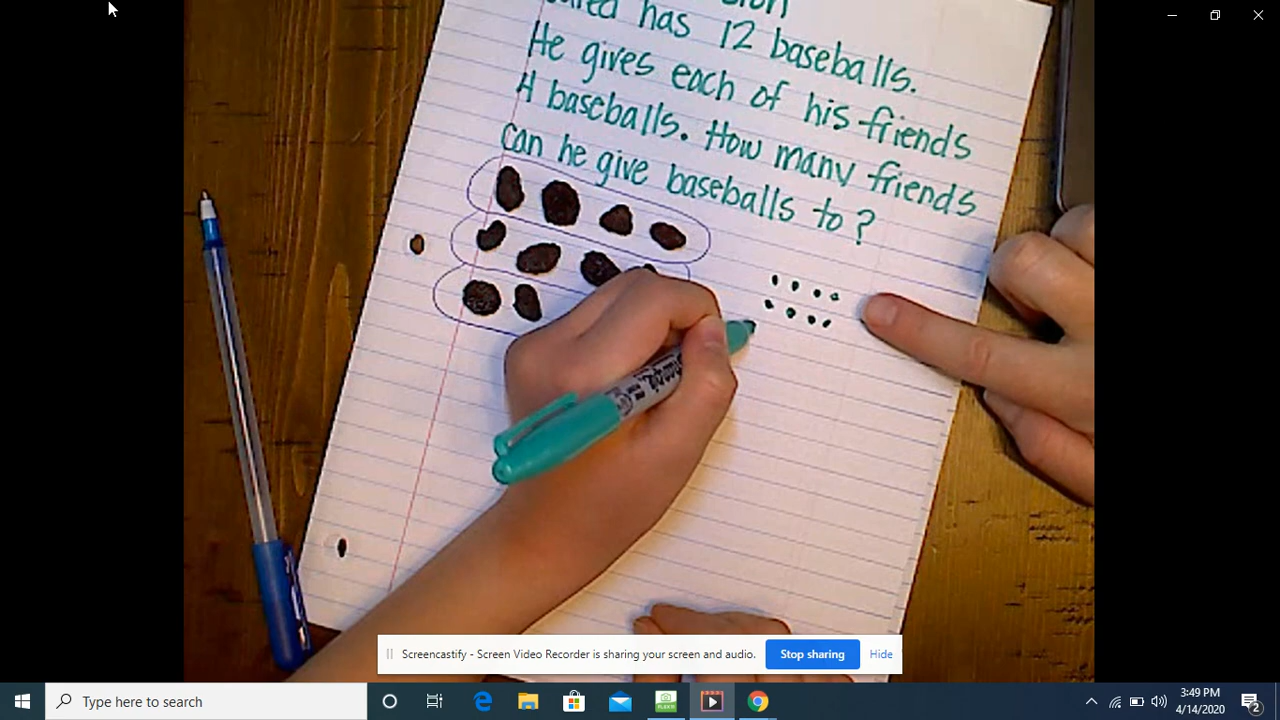 has 12 baseballs.
He gives each of his friends
4 baseballs. How many friends
can he give baseballs to?
Sharpie
Screencastify - Screen Video Recorder is sharing your screen and audio.
Stop sharing
Hide
Type here to search
3:49 PM
4/14/2020
2